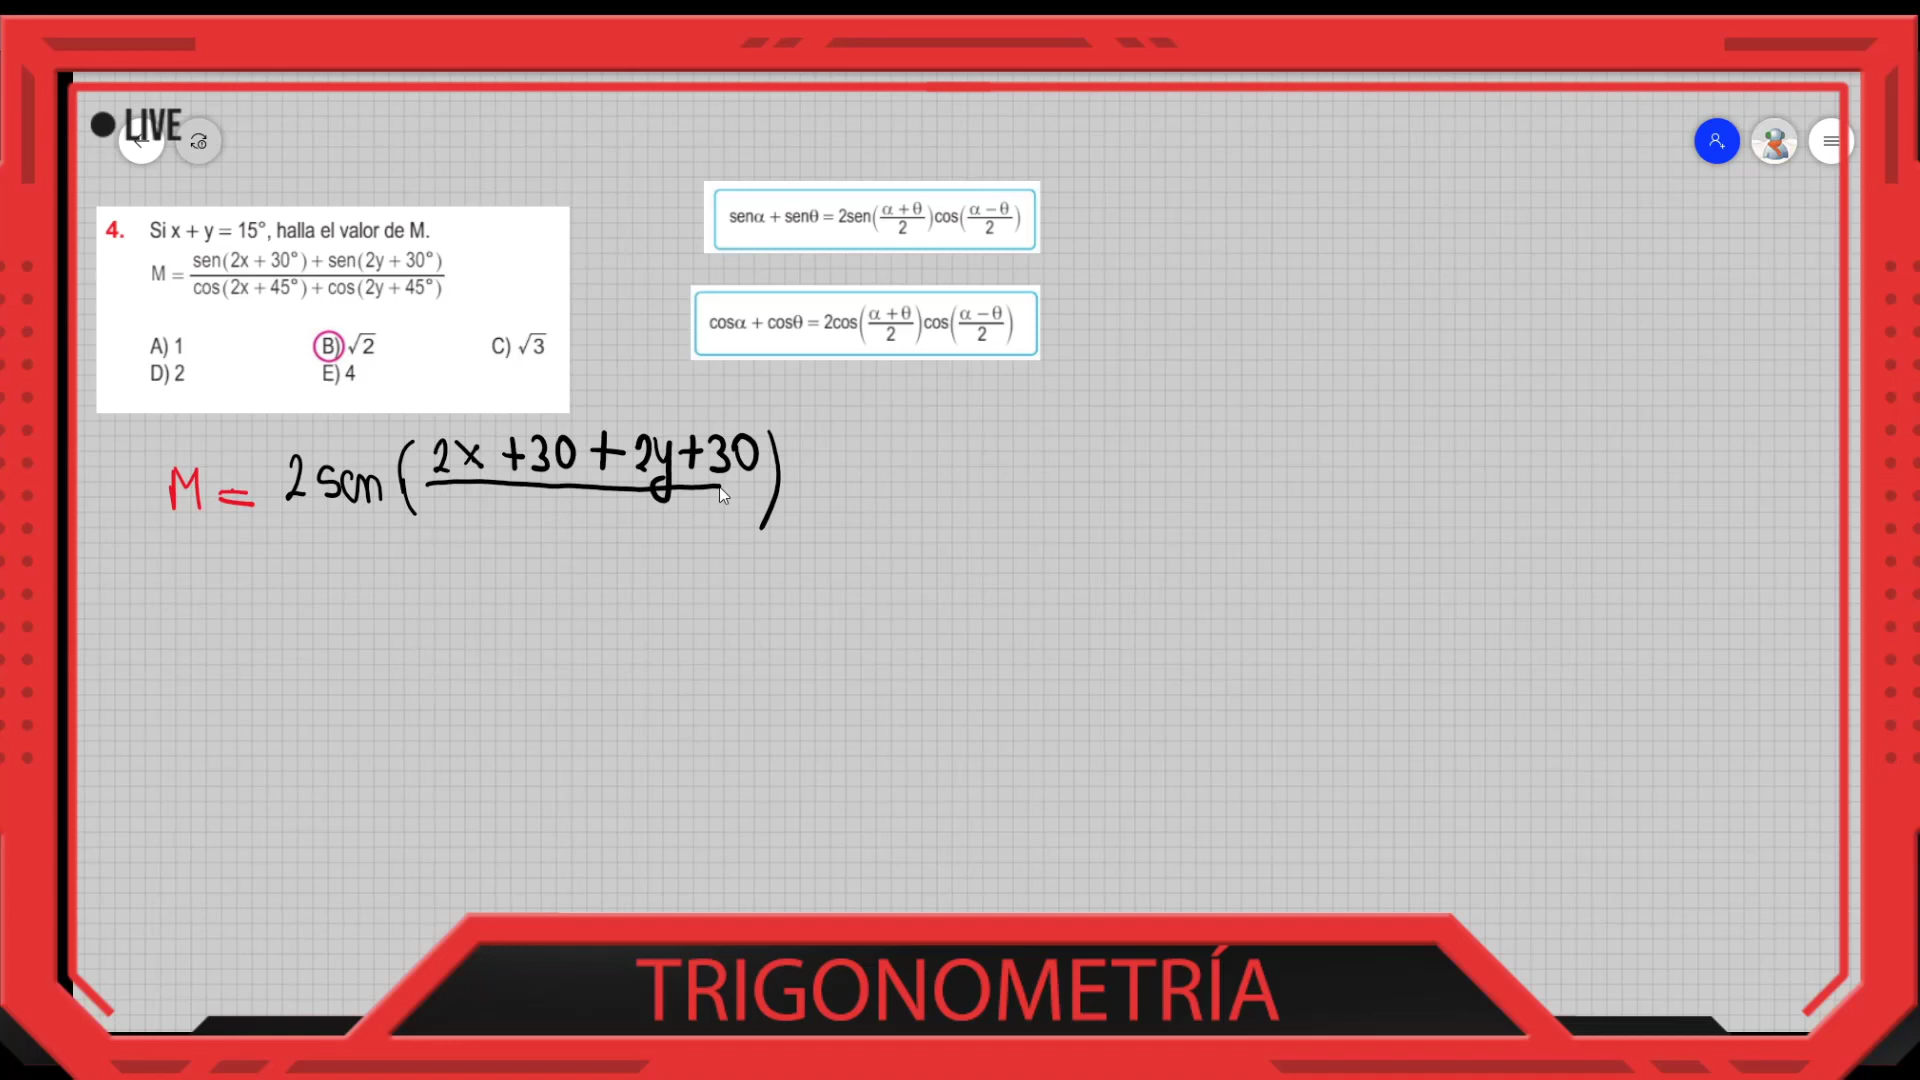 LIVE
4. Si x + y = 15°, halla el valor de M.
M = sen(2x + 30°) + sen(2y + 30°)
cos(2x + 45°) + cos(2y + 45°)
A) 1 B) √2 C) √3
D) 2 E) 4
senα + senθ = 2sen(α + θ / 2)cos(α − θ / 2)
cosα + cosθ = 2cos(α + θ / 2)cos(α − θ / 2)
M = 2 sen (2x + 30 + 2y + 30)
TRIGONOMETRÍA